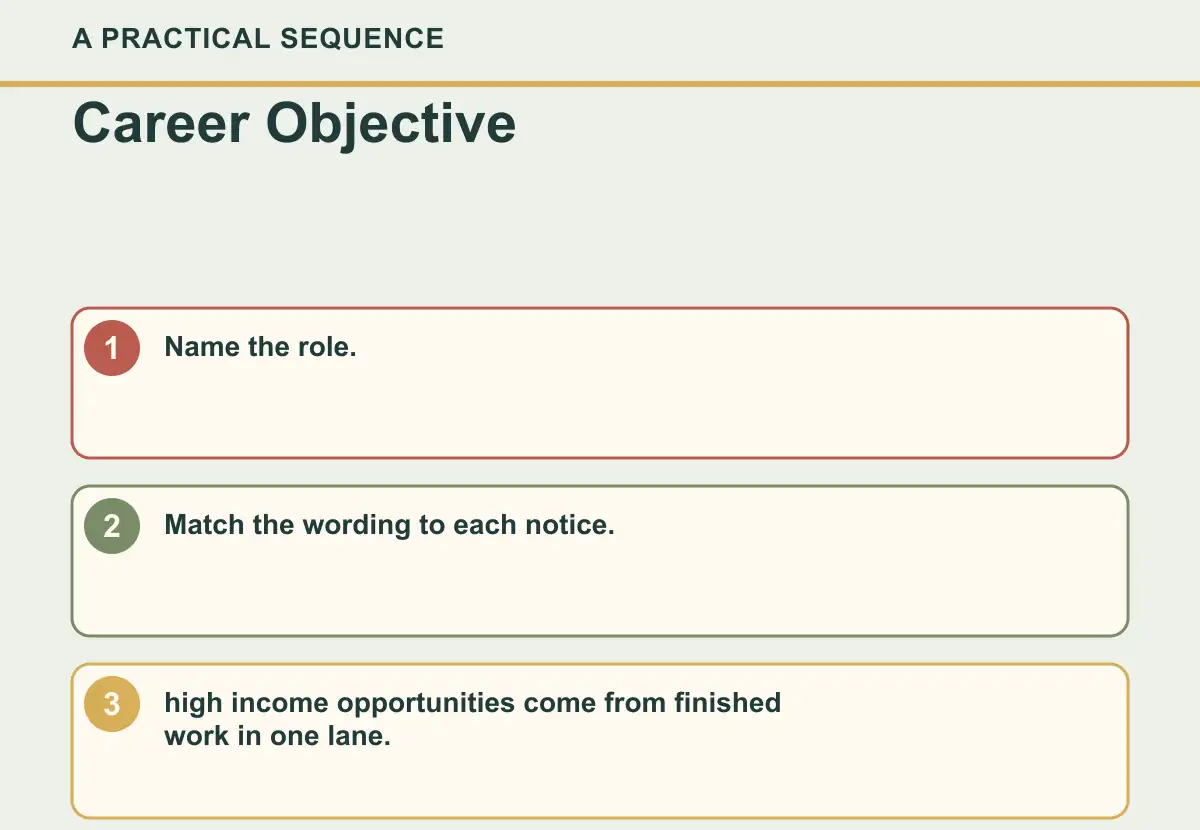 A PRACTICAL SEQUENCE
Career Objective
1
Name the role.
2
Match the wording to each notice.
3
high income opportunities come from finished
work in one lane.